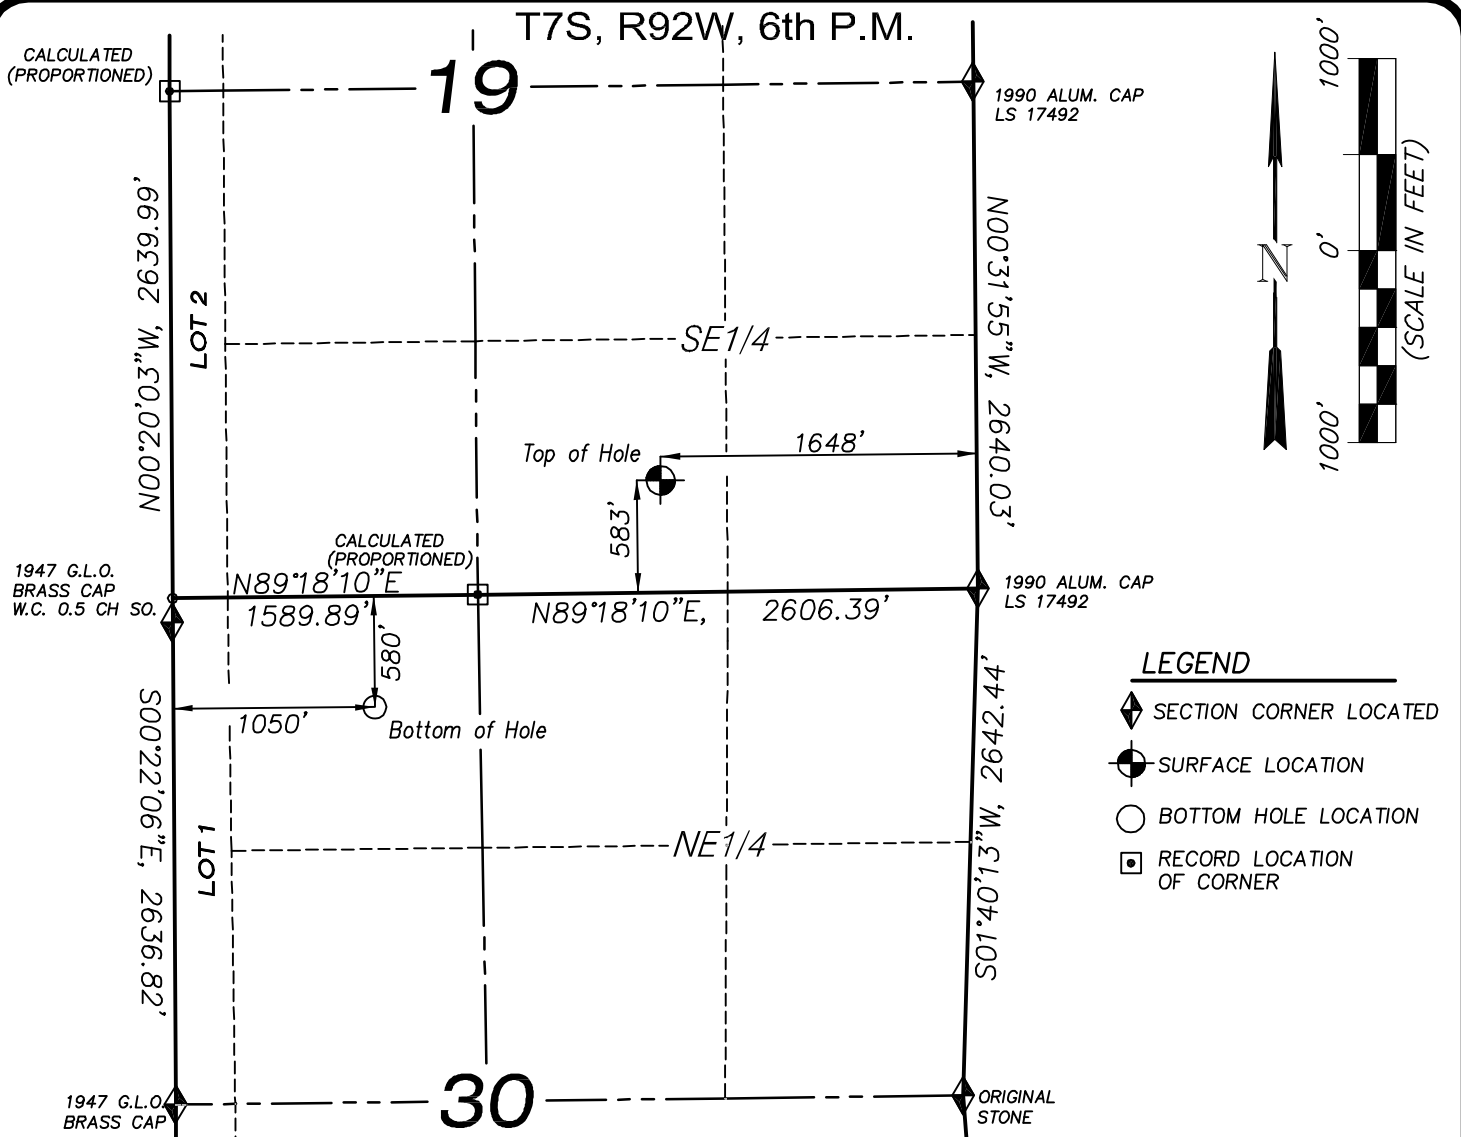 T7S, R92W, 6th P.M.
CALCULATED
(PROPORTIONED)
19
1990 ALUM. CAP
LS 17492
1000'
0'
1000'
(SCALE IN FEET)
N
N00°20'03"W, 2639.99'
LOT 2
N00°31'55"W, 2640.03'
SE1/4
Top of Hole
1648'
583'
CALCULATED
(PROPORTIONED)
1947 G.L.O.
BRASS CAP
W.C. 0.5 CH SO.
N89°18'10"E
1589.89'
N89°18'10"E, 2606.39'
1990 ALUM. CAP
LS 17492
580'
1050'
Bottom of Hole
S00°22'06"E, 2636.82'
LOT 1
NE1/4
S01°40'13"W, 2642.44'
LEGEND
SECTION CORNER LOCATED
SURFACE LOCATION
BOTTOM HOLE LOCATION
RECORD LOCATION
OF CORNER
1947 G.L.O.
BRASS CAP
30
ORIGINAL
STONE